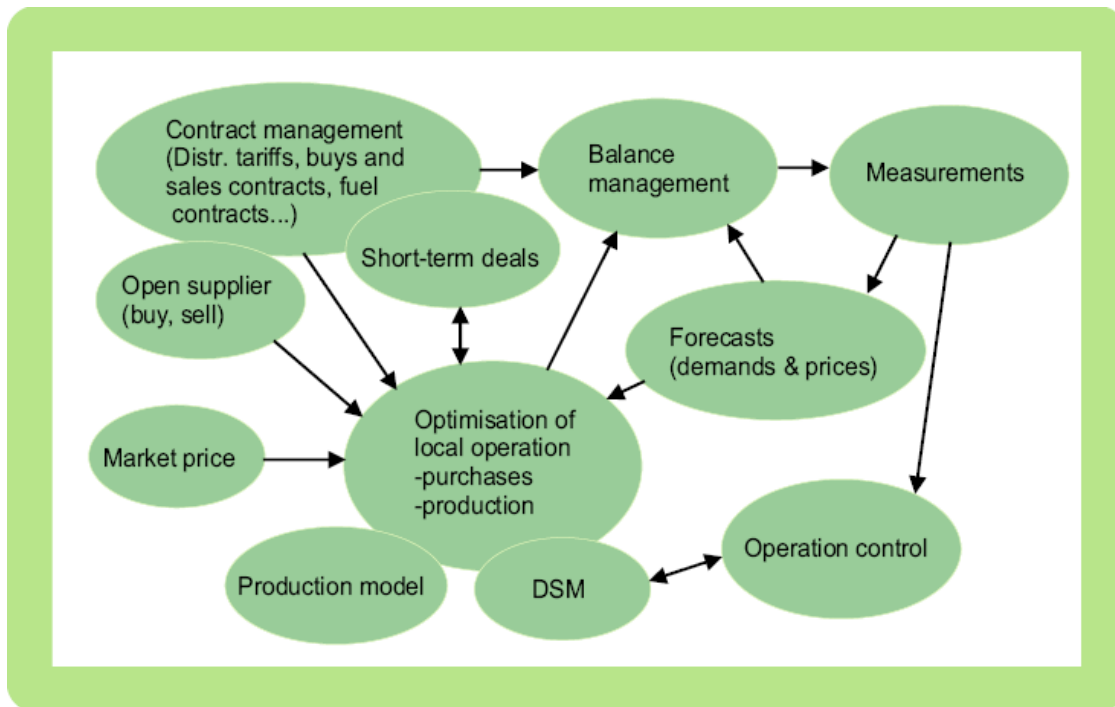 Contract management
(Distr. tariffs, buys and
sales contracts, fuel
contracts...)
Balance
management
Measurements
Short-term deals
Open supplier
(buy, sell)
Forecasts
(demands & prices)
Market price
Optimisation of
local operation
-purchases
-production
Operation control
Production model
DSM